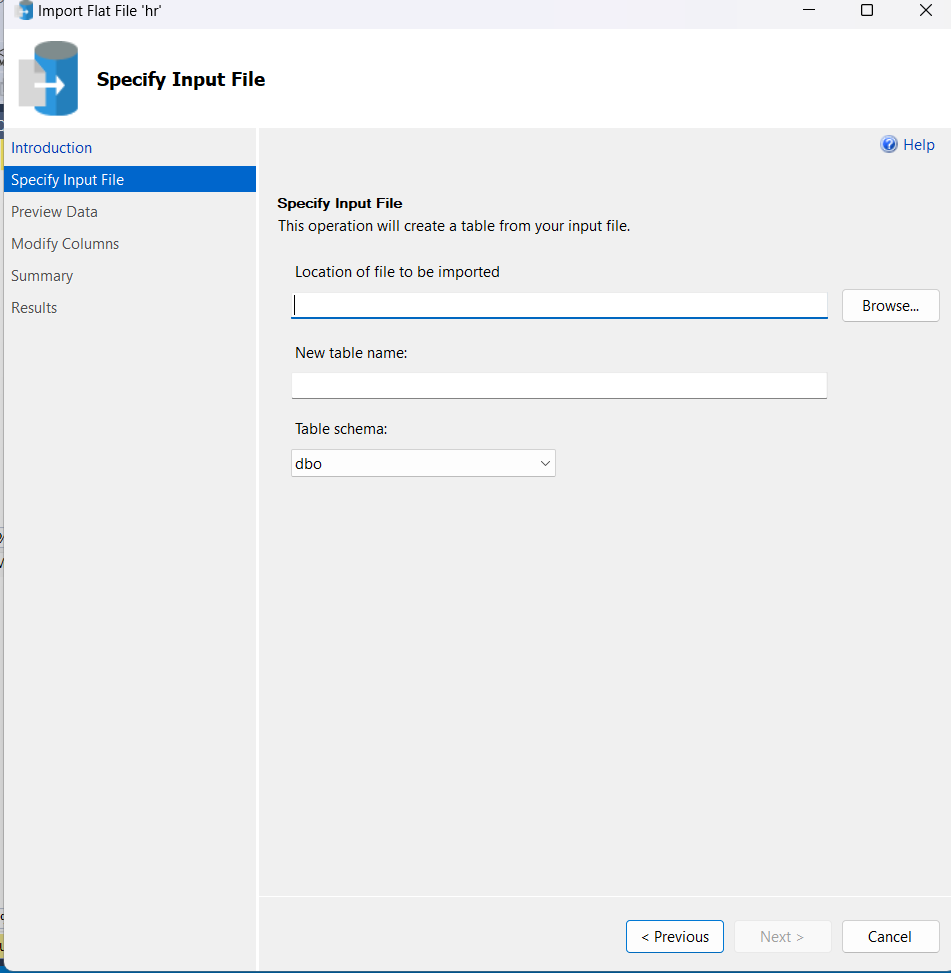 Import Flat File 'hr'
Specify Input File
Introduction
Specify Input File
Preview Data
Modify Columns
Summary
Results
Help
Specify Input File
This operation will create a table from your input file.
Location of file to be imported
Browse...
New table name:
Table schema:
dbo
< Previous
Next >
Cancel